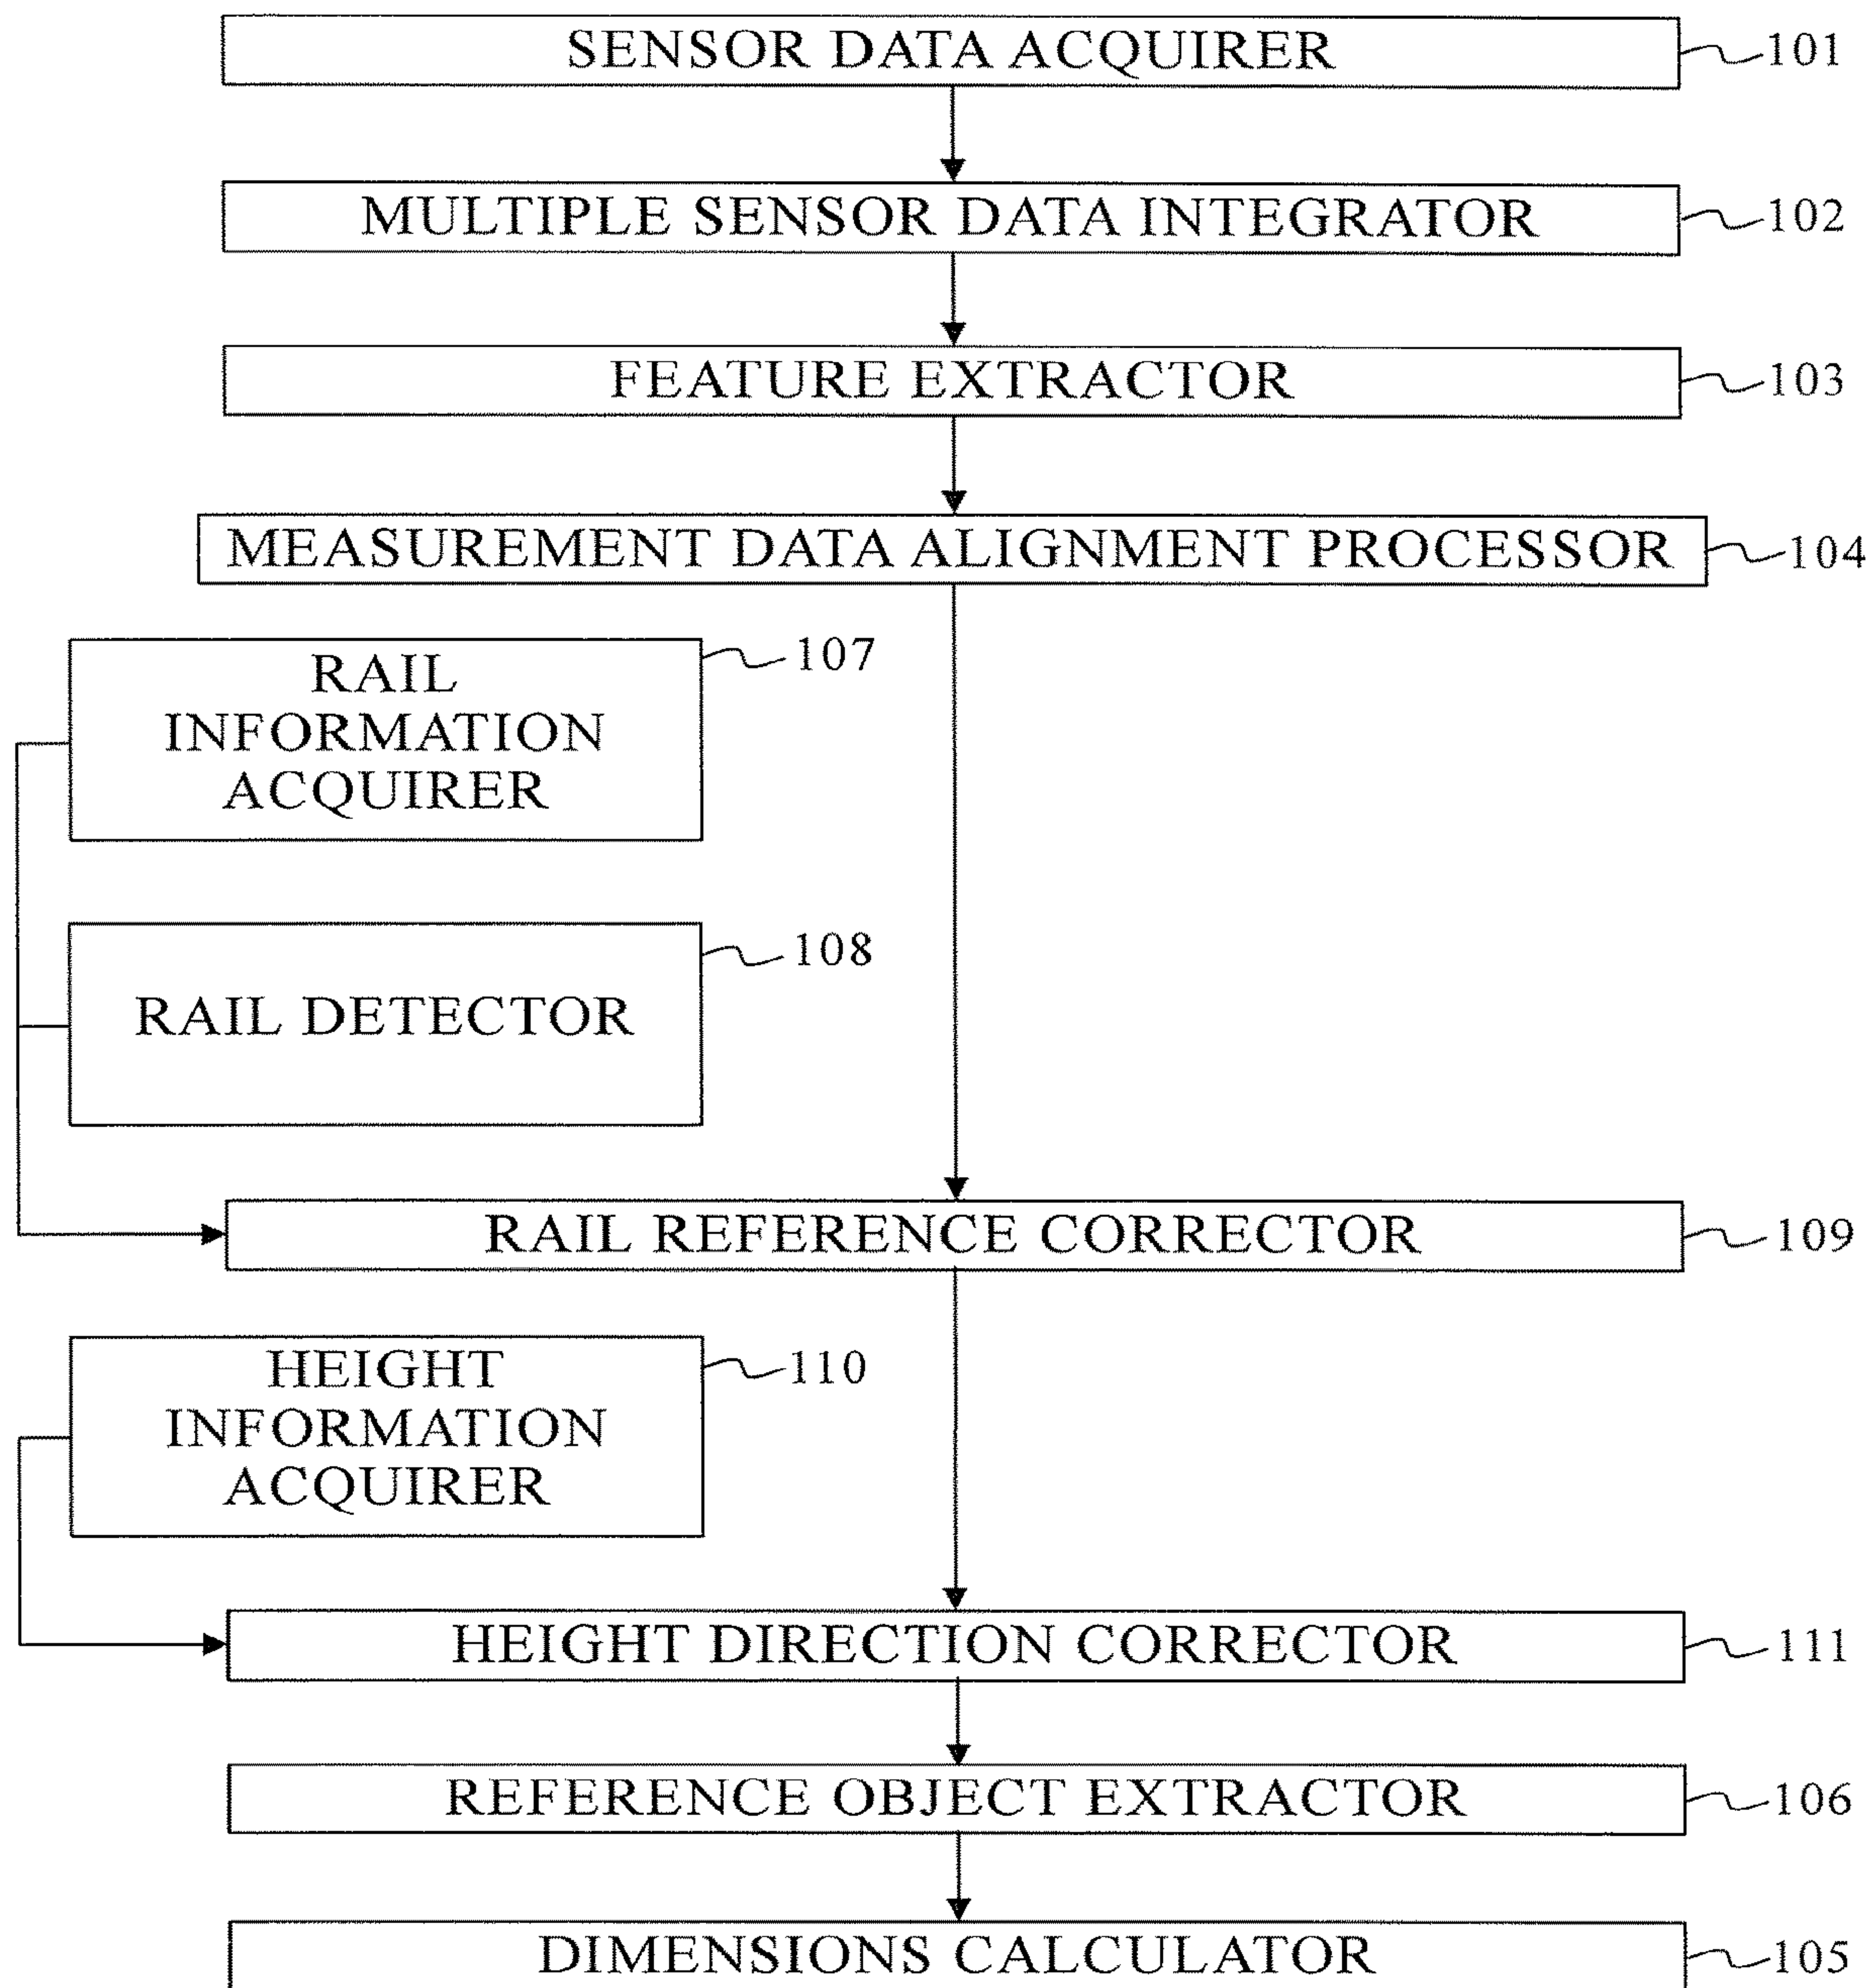 SENSOR DATA ACQUIRER
101
MULTIPLE SENSOR DATA INTEGRATOR
102
FEATURE EXTRACTOR
103
MEASUREMENT DATA ALIGNMENT PROCESSOR
104
RAIL
INFORMATION
ACQUIRER
107
RAIL DETECTOR
108
RAIL REFERENCE CORRECTOR
109
HEIGHT
INFORMATION
ACQUIRER
110
HEIGHT DIRECTION CORRECTOR
111
REFERENCE OBJECT EXTRACTOR
106
DIMENSIONS CALCULATOR
105